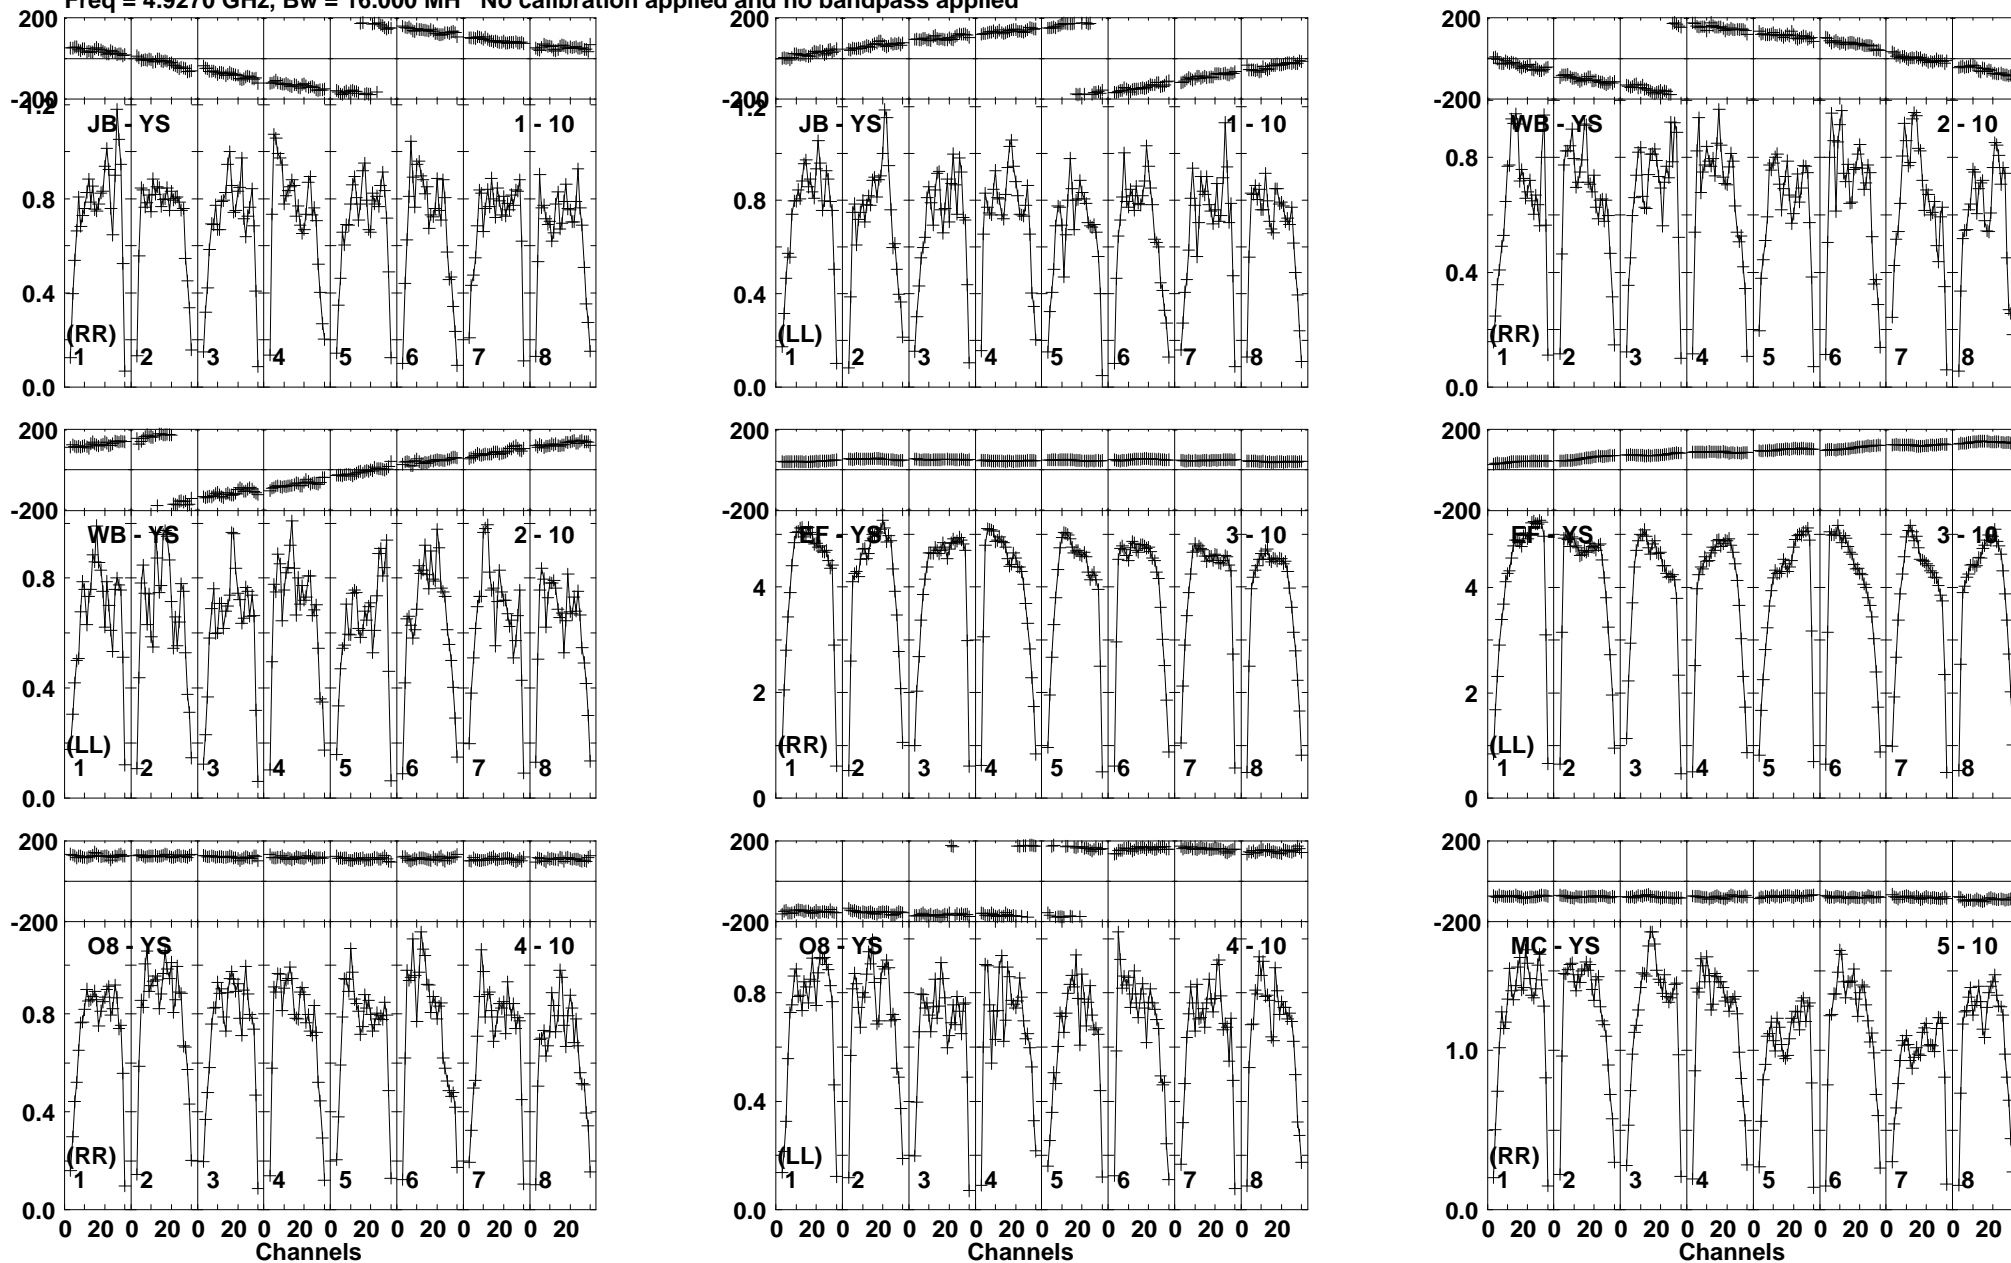 Freq = 4.9270 GHz, Bw = 16.000 MH No calibration applied and no bandpass applied
200 200 200
-200 -200 -200
1.2 1.2
JB - YS 1 - 10 JB - YS 1 - 10 WB - YS 2 - 10
0.8 0.8 0.8
0.4 0.4 0.4
(RR) (LL) (RR)
1 2 3 4 5 6 7 8 1 2 3 4 5 6 7 8 1 2 3 4 5 6 7 8
0.0 0.0 0.0
200 200 200
-200 -200 -200
WB - YS 2 - 10 EF - YS 3 - 10 EF - YS 3 - 10
0.8 4 4
0.4 2 2
(LL) (RR) (LL)
1 2 3 4 5 6 7 8 1 2 3 4 5 6 7 8 1 2 3 4 5 6 7 8
0.0 0 0
200 200 200
-200 -200 -200
O8 - YS 4 - 10 O8 - YS 4 - 10 MC - YS 5 - 10
0.8 0.8 1.0
0.4 0.4
(RR) (LL) (RR)
1 2 3 4 5 6 7 8 1 2 3 4 5 6 7 8 1 2 3 4 5 6 7 8
0.0 0.0 0.0
0 20 0 20 0 20 0 20 0 20 0 20 0 20 0 20 0 20 0 20 0 20 0 20 0 20 0 20 0 20 0 20 0 20 0 20 0 20 0 20 0 20 0 20 0 20 0 20
Channels Channels Channels